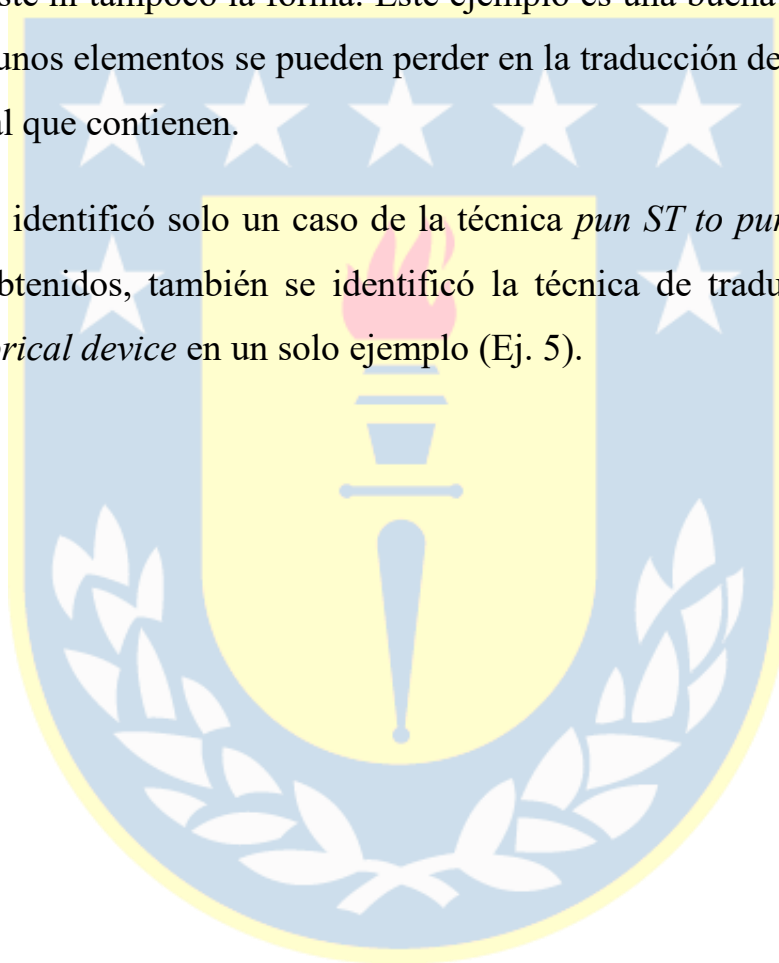 ste ni tampoco la forma. Este ejemplo es una buena
unos elementos se pueden perder en la traducción de
al que contienen.
identificó solo un caso de la técnica pun ST to pun
btenidos, también se identificó la técnica de tradu
orical device en un solo ejemplo (Ej. 5).